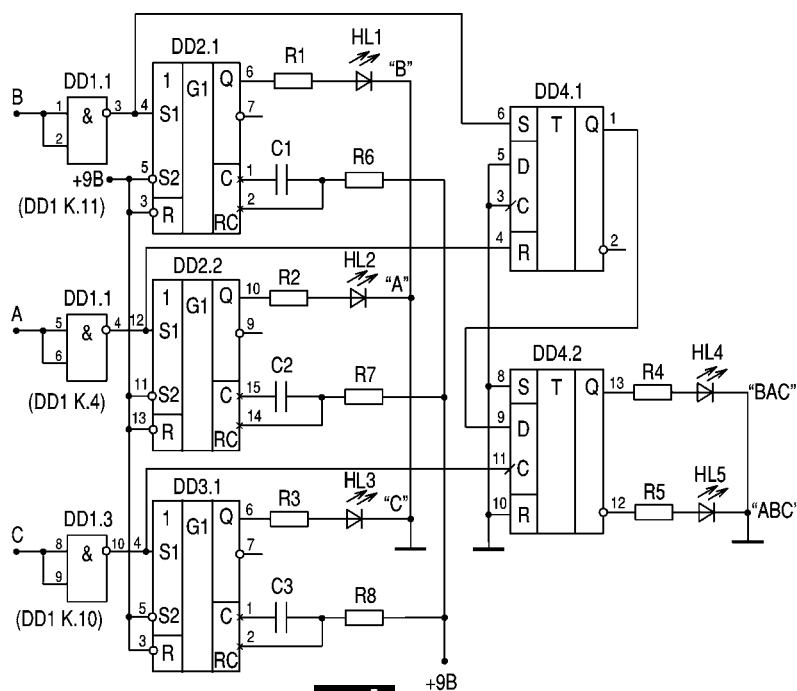 DD2.1
HL1
"B"
R1
DD1.1
B
1
2
&
3
4
1
S1
G1
Q
6
7
5
S2
+9В
(DD1 K.11)
3
R
C
1
C1
R6
RC
2
DD4.1
6
S
T
Q
1
5
D
3
C
4
R
2
DD2.2
HL2
"A"
R2
DD1.1
A
5
6
&
4
12
1
S1
G1
Q
10
9
(DD1 K.4)
11
S2
13
R
C
15
C2
R7
RC
14
DD4.2
8
S
T
Q
13
R4
HL4
"BAC"
9
D
11
C
10
R
12
R5
HL5
"ABC"
DD3.1
HL3
"C"
R3
DD1.3
C
8
9
&
10
4
1
S1
G1
Q
6
7
(DD1 K.10)
5
S2
3
R
C
1
C3
R8
RC
2
+9В